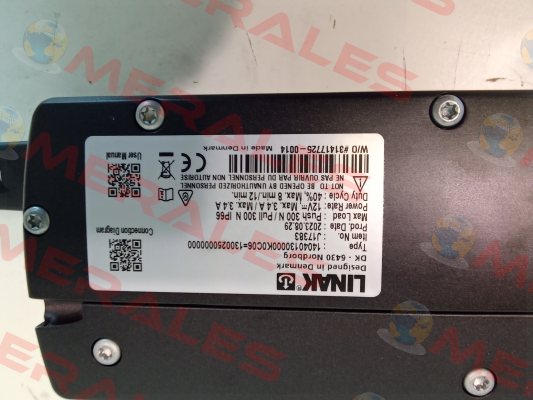 LINAK
Designed in Denmark
DK - 6430 Nordborg
Type : 14040130000K0C06-13002500000000
Item No. : J17383
Prod. Date : 2023.08.29
Max Load : Push 300 N / Pull 300 N IP66
Power Rate : 12V Max. 3.4 A / Max. 3.4 A
Duty Cycle : 40%, Max. 8 min./12 min.
NOT TO BE OPENED BY UNAUTHORIZED PERSONNEL
NE PAS OUVRIR PAR DU PERSONNEL NON AUTORISE
W/O #31417725-0014 Made in Denmark
Connection Diagram
User Manual
MERALES